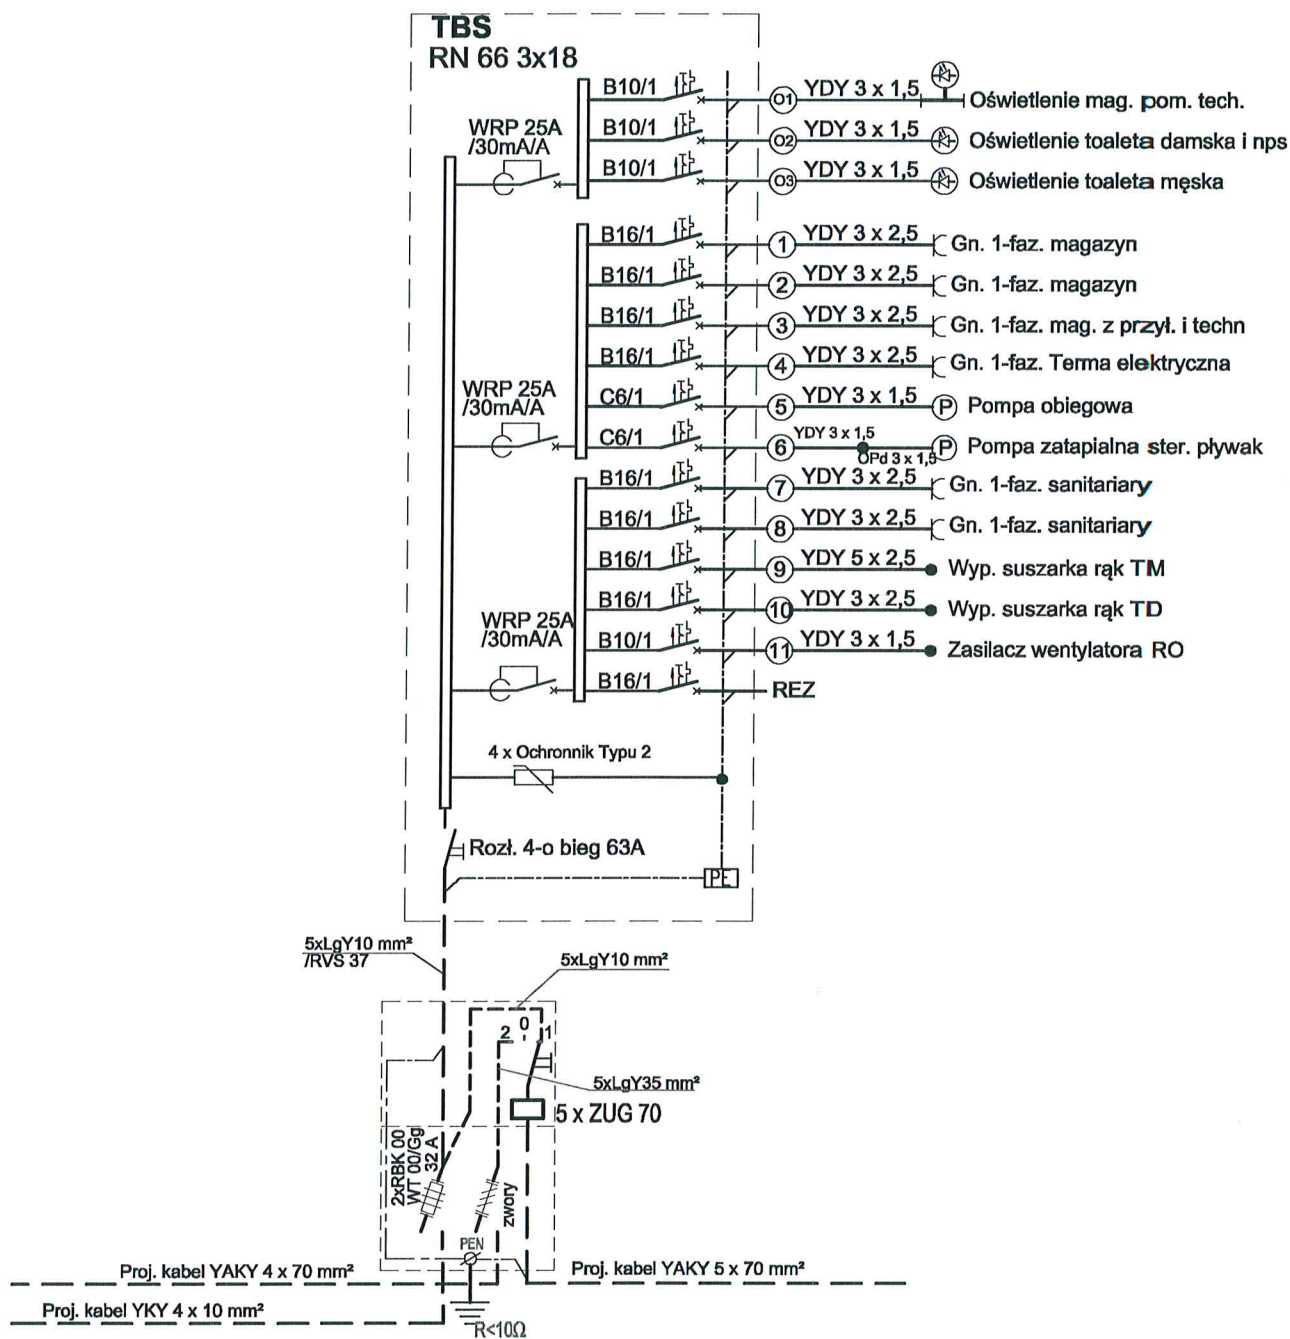 TBS
RN 66 3x18
B10/1 O1 YDY 3 x 1,5 Oświetlenie mag. pom. tech.
WRP 25A
/30mA/A
B10/1 O2 YDY 3 x 1,5 Oświetlenie toaleta damska i nps
B10/1 O3 YDY 3 x 1,5 Oświetlenie toaleta męska
B16/1 1 YDY 3 x 2,5 Gn. 1-faz. magazyn
B16/1 2 YDY 3 x 2,5 Gn. 1-faz. magazyn
B16/1 3 YDY 3 x 2,5 Gn. 1-faz. mag. z przył. i techn
B16/1 4 YDY 3 x 2,5 Gn. 1-faz. Terma elektryczna
WRP 25A
/30mA/A
C6/1 5 YDY 3 x 1,5 P Pompa obiegowa
C6/1 6 YDY 3 x 1,5 P Pompa zatapialna ster. pływak
OPd 3 x 1,5
B16/1 7 YDY 3 x 2,5 Gn. 1-faz. sanitariary
B16/1 8 YDY 3 x 2,5 Gn. 1-faz. sanitariary
B16/1 9 YDY 5 x 2,5 Wyp. suszarka rąk TM
B16/1 10 YDY 3 x 2,5 Wyp. suszarka rąk TD
WRP 25A
/30mA/A
B10/1 11 YDY 3 x 1,5 Zasilacz wentylatora RO
B16/1 REZ
4 x Ochronnik Typu 2
Rozł. 4-o bieg 63A
PE
5xLgY10 mm²
/RVS 37
5xLgY10 mm²
2 0 1
5xLgY35 mm²
5 x ZUG 70
2xRBK 00
WT 00/Gg
32 A
zwory
PEN
Proj. kabel YAKY 4 x 70 mm²
Proj. kabel YAKY 5 x 70 mm²
Proj. kabel YKY 4 x 10 mm²
R<10Ω